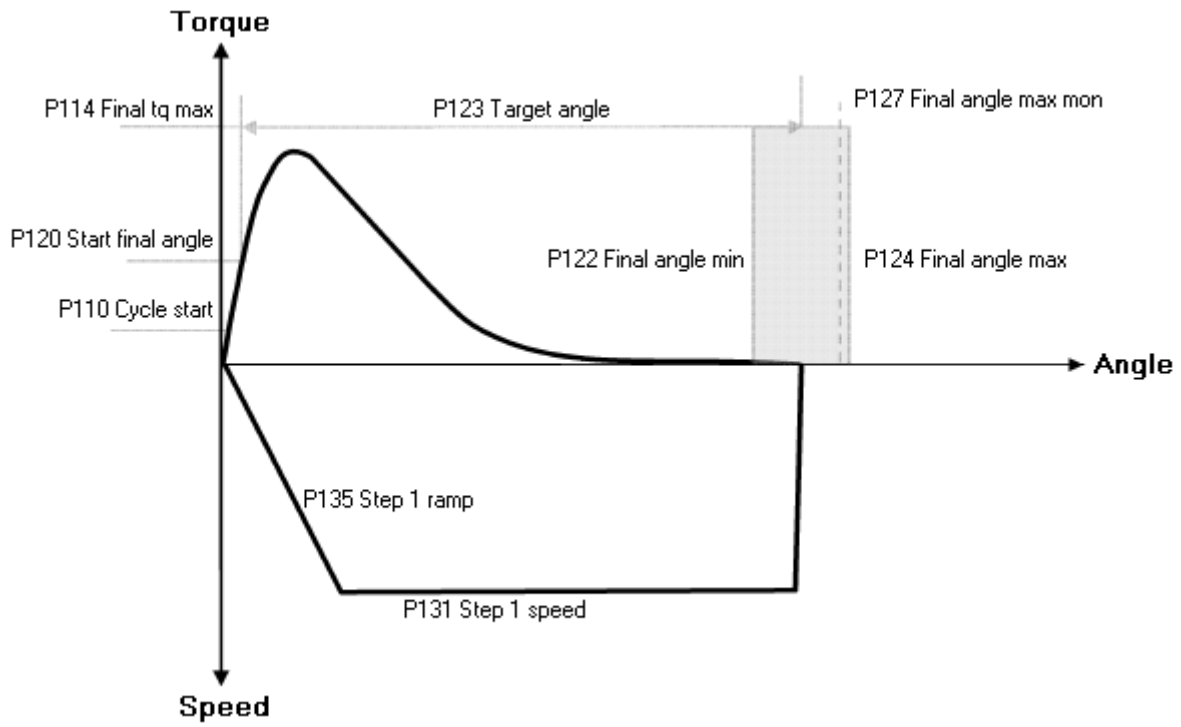 Torque
P114 Final tq max
P123 Target angle
P127 Final angle max mon
P120 Start final angle
P122 Final angle min
P124 Final angle max
P110 Cycle start
Angle
P135 Step 1 ramp
P131 Step 1 speed
Speed